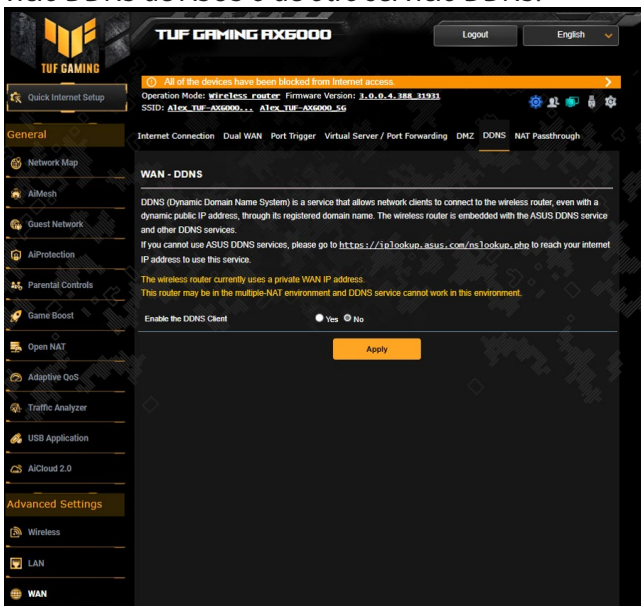 TUF GAMING AX6000
Logout
English
TUF GAMING
All of the devices have been blocked from Internet access.
Quick Internet Setup
Operation Mode: Wireless router Firmware Version: 3.0.0.4.388_31931
SSID: Alex_TUF-AX6000... Alex_TUF-AX6000_5G
General
Internet Connection Dual WAN Port Trigger Virtual Server / Port Forwarding DMZ DDNS NAT Passthrough
Network Map
AiMesh
Guest Network
AiProtection
Parental Controls
Game Boost
Open NAT
Adaptive QoS
Traffic Analyzer
USB Application
AiCloud 2.0
Advanced Settings
Wireless
LAN
WAN
WAN - DDNS
DDNS (Dynamic Domain Name System) is a service that allows network clients to connect to the wireless router, even with a
dynamic public IP address, through its registered domain name. The wireless router is embedded with the ASUS DDNS service
and other DDNS services.
If you cannot use ASUS DDNS services, please go to https://iplookup.asus.com/nslookup.php to reach your internet
IP address to use this service.
The wireless router currently uses a private WAN IP address.
This router may be in the multiple-NAT environment and DDNS service cannot work in this environment.
Enable the DDNS Client Yes No
Apply